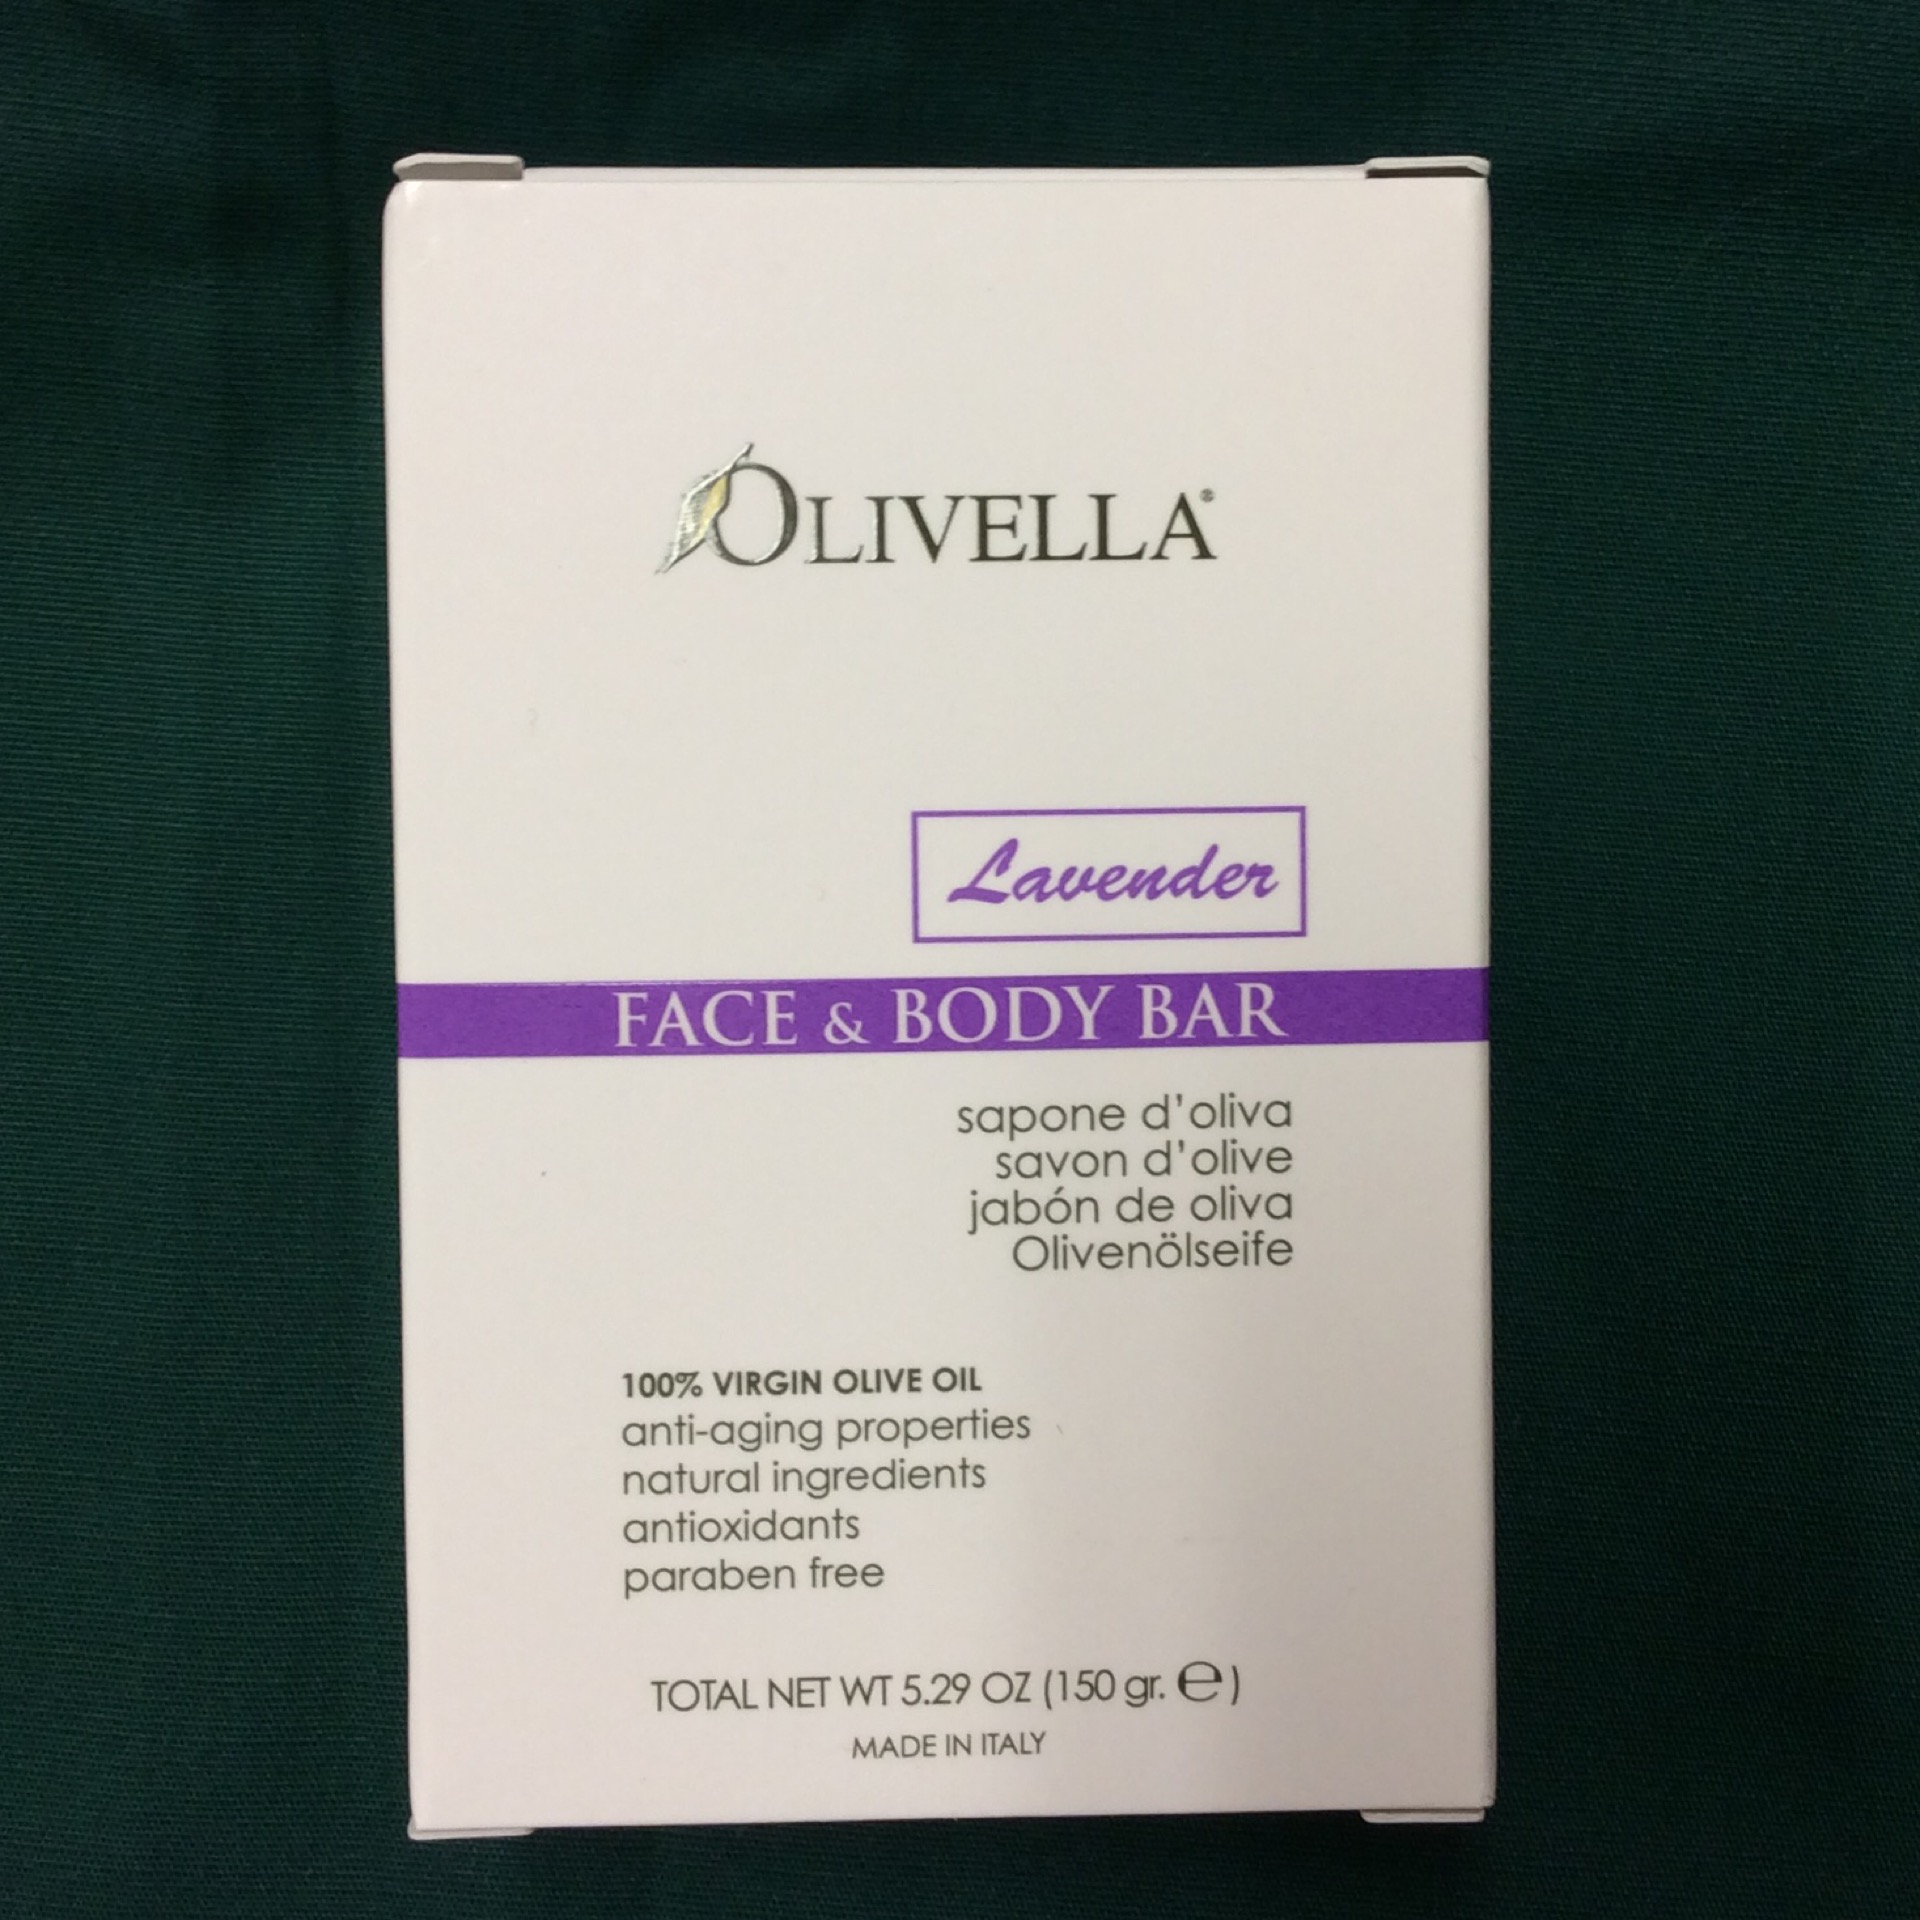 OLIVELLA®
Lavender
FACE & BODY BAR
sapone d'oliva
savon d'olive
jabón de oliva
Olivenölseife
100% VIRGIN OLIVE OIL
anti-aging properties
natural ingredients
antioxidants
paraben free
TOTAL NET WT 5.29 OZ (150 gr. ℮)
MADE IN ITALY